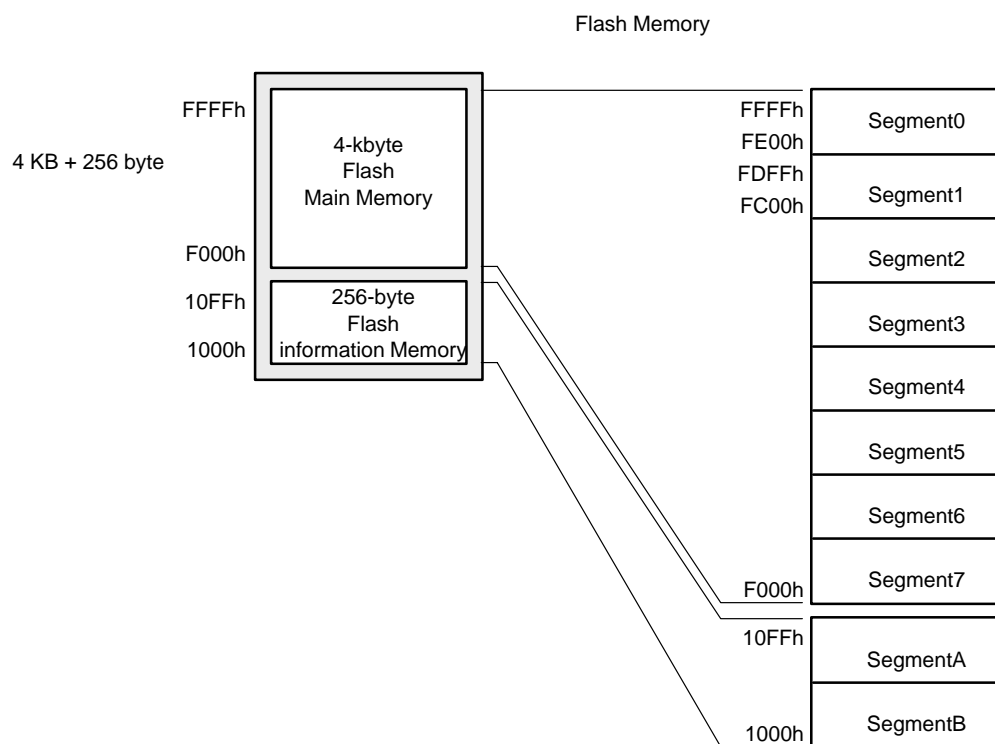 Flash Memory
4 KB + 256 byte
FFFFh
F000h
10FFh
1000h
4-kbyte
Flash
Main Memory
256-byte
Flash
information Memory
FFFFh
FE00h
FDFFh
FC00h
F000h
10FFh
1000h
Segment0
Segment1
Segment2
Segment3
Segment4
Segment5
Segment6
Segment7
SegmentA
SegmentB